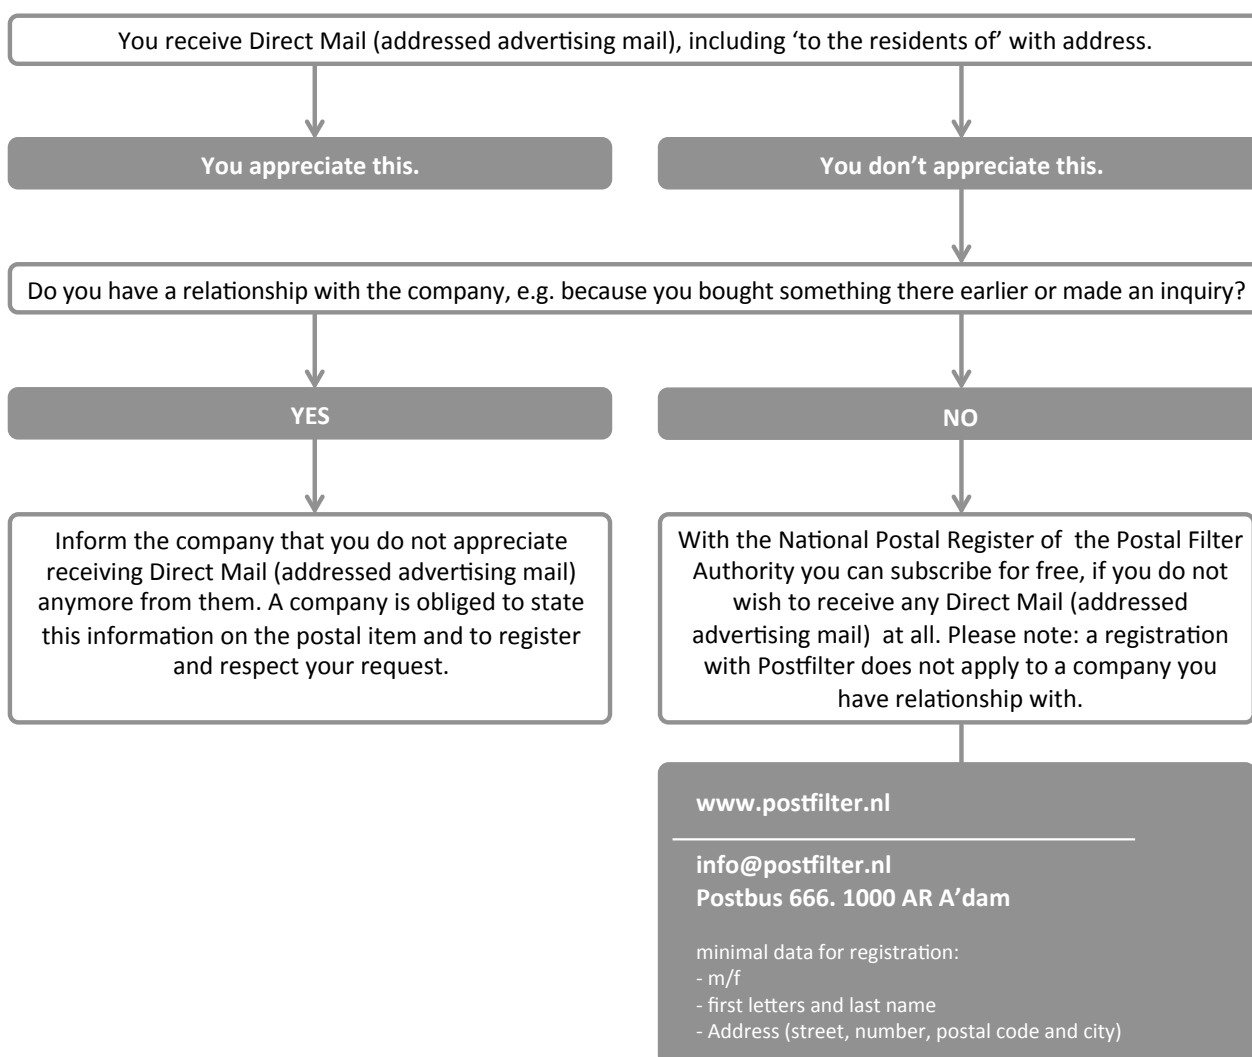 You receive Direct Mail (addressed advertising mail), including ‘to the residents of’ with address.
You appreciate this.
You don’t appreciate this.
Do you have a relationship with the company, e.g. because you bought something there earlier or made an inquiry?
YES
NO
Inform the company that you do not appreciate
receiving Direct Mail (addressed advertising mail)
anymore from them. A company is obliged to state
this information on the postal item and to register
and respect your request.
With the National Postal Register of  the Postal Filter
Authority you can subscribe for free, if you do not
wish to receive any Direct Mail (addressed
advertising mail)  at all. Please note: a registration
with Postfilter does not apply to a company you
have relationship with.
www.postfilter.nl
info@postfilter.nl
Postbus 666. 1000 AR A’dam
minimal data for registration:
- m/f
- first letters and last name
- Address (street, number, postal code and city)